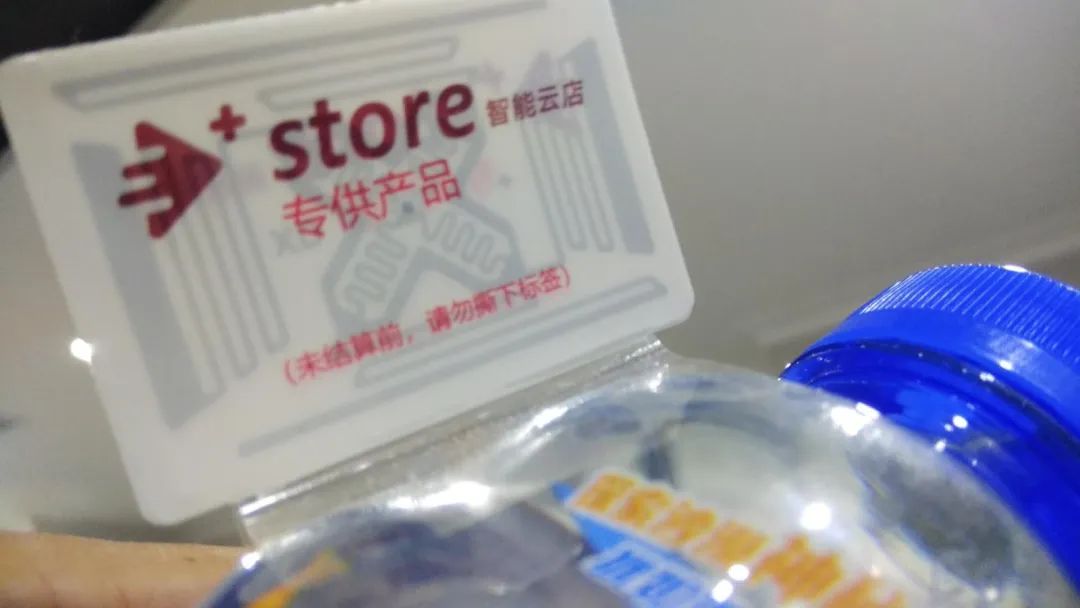 +store 智能云店
专供产品
(未结算前，请勿撕下标签)